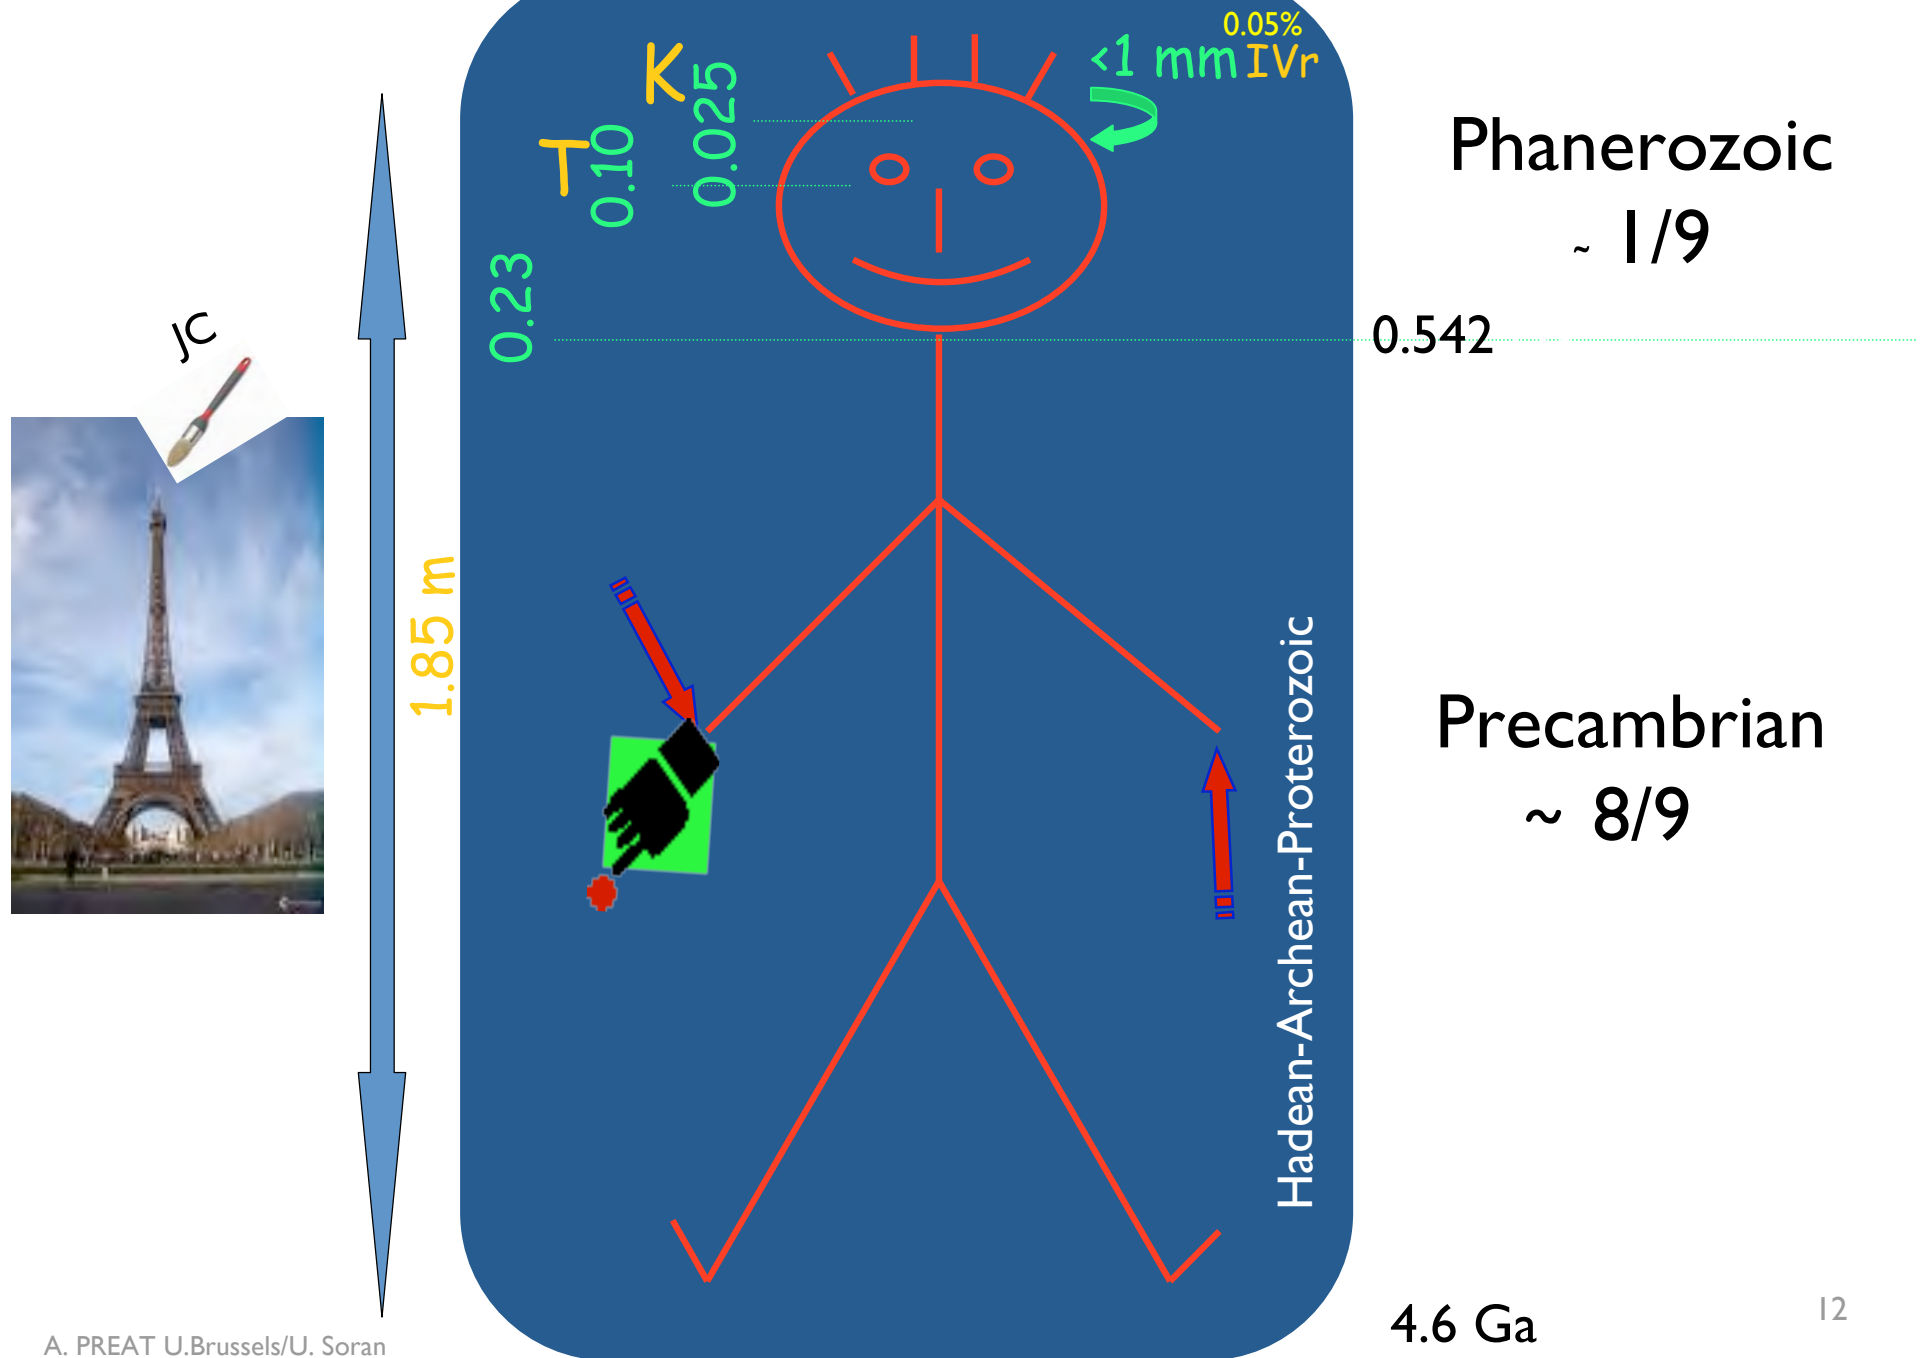 0.05%
<1 mm IVr
K
0.025
T
0.10
0.23
Phanerozoic
~ 1/9
0.542
JC
1.85 m
Hadean-Archean-Proterozoic
Precambrian
~ 8/9
4.6 Ga
12
A. PREAT U.Brussels/U. Soran